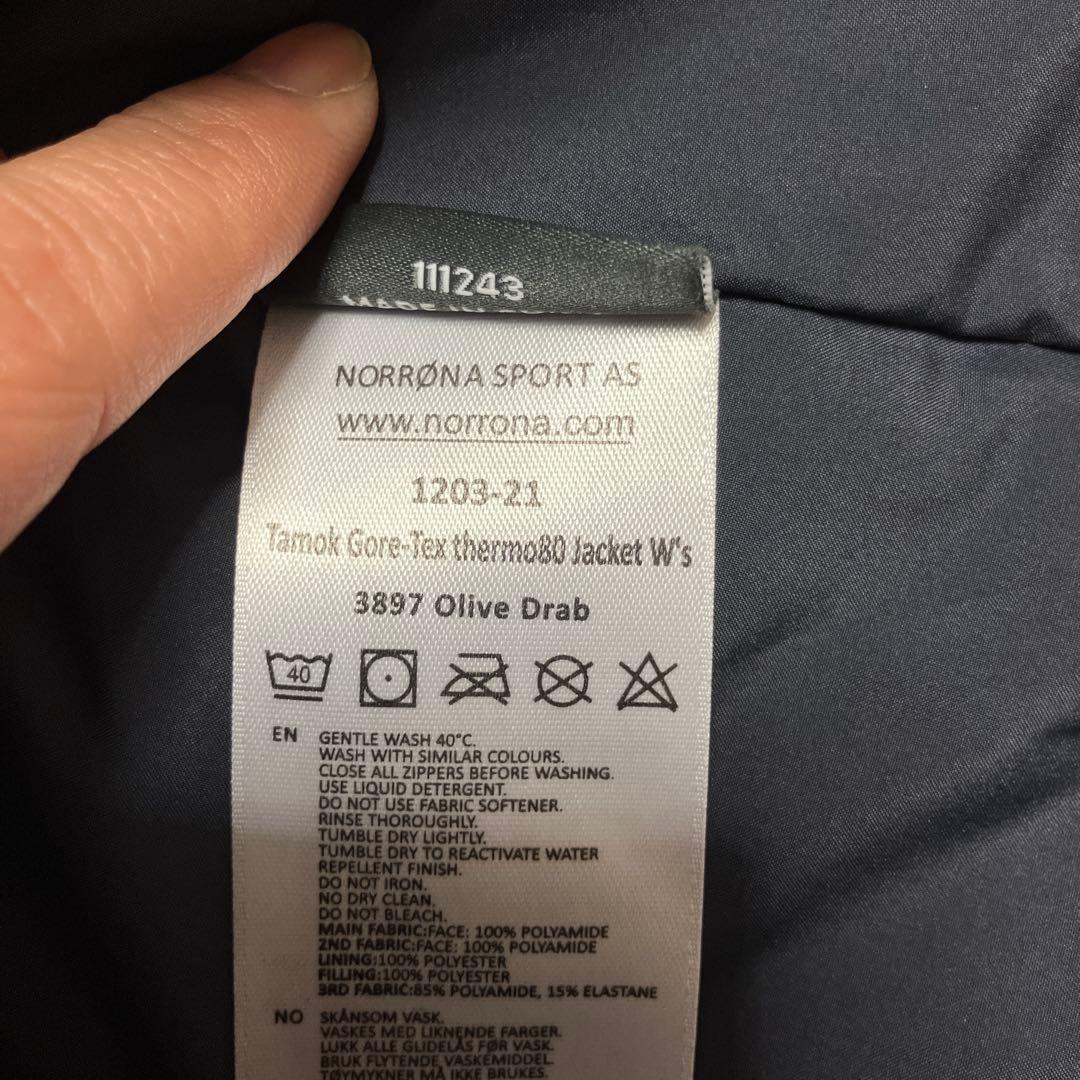 111243
MADE IN
NORRØNA SPORT AS
www.norrona.com
1203-21
Tamok Gore-Tex thermo80 Jacket W's
3897 Olive Drab
40
EN GENTLE WASH 40°C.
WASH WITH SIMILAR COLOURS.
CLOSE ALL ZIPPERS BEFORE WASHING.
USE LIQUID DETERGENT.
DO NOT USE FABRIC SOFTENER.
RINSE THOROUGHLY.
TUMBLE DRY LIGHTLY.
TUMBLE DRY TO REACTIVATE WATER
REPELLENT FINISH.
DO NOT IRON.
NO DRY CLEAN.
DO NOT BLEACH.
MAIN FABRIC:FACE: 100% POLYAMIDE
2ND FABRIC:FACE: 100% POLYAMIDE
LINING:100% POLYESTER
FILLING:100% POLYESTER
3RD FABRIC:85% POLYAMIDE, 15% ELASTANE
NO SKÅNSOM VASK.
VASKES MED LIKNENDE FARGER.
LUKK ALLE GLIDELÅS FØR VASK.
BRUK FLYTENDE VASKEMIDDEL.
TØYMYKNER MÅ IKKE BRUKES.